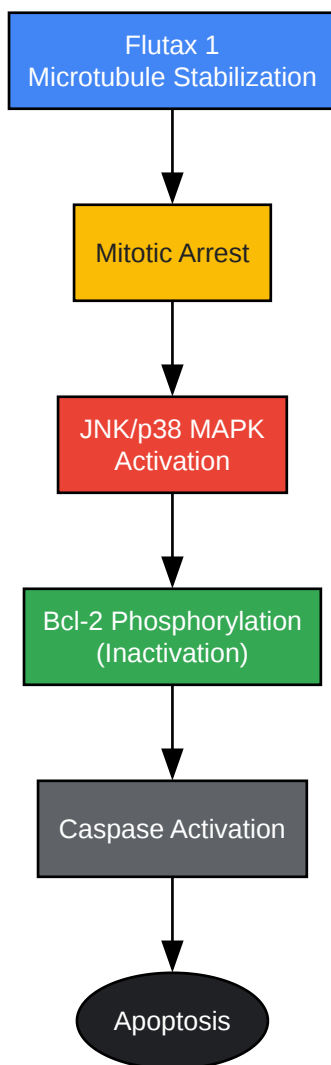 Flutax 1
Microtubule Stabilization
Mitotic Arrest
JNK/p38 MAPK
Activation
Bcl-2 Phosphorylation
(Inactivation)
Caspase Activation
Apoptosis